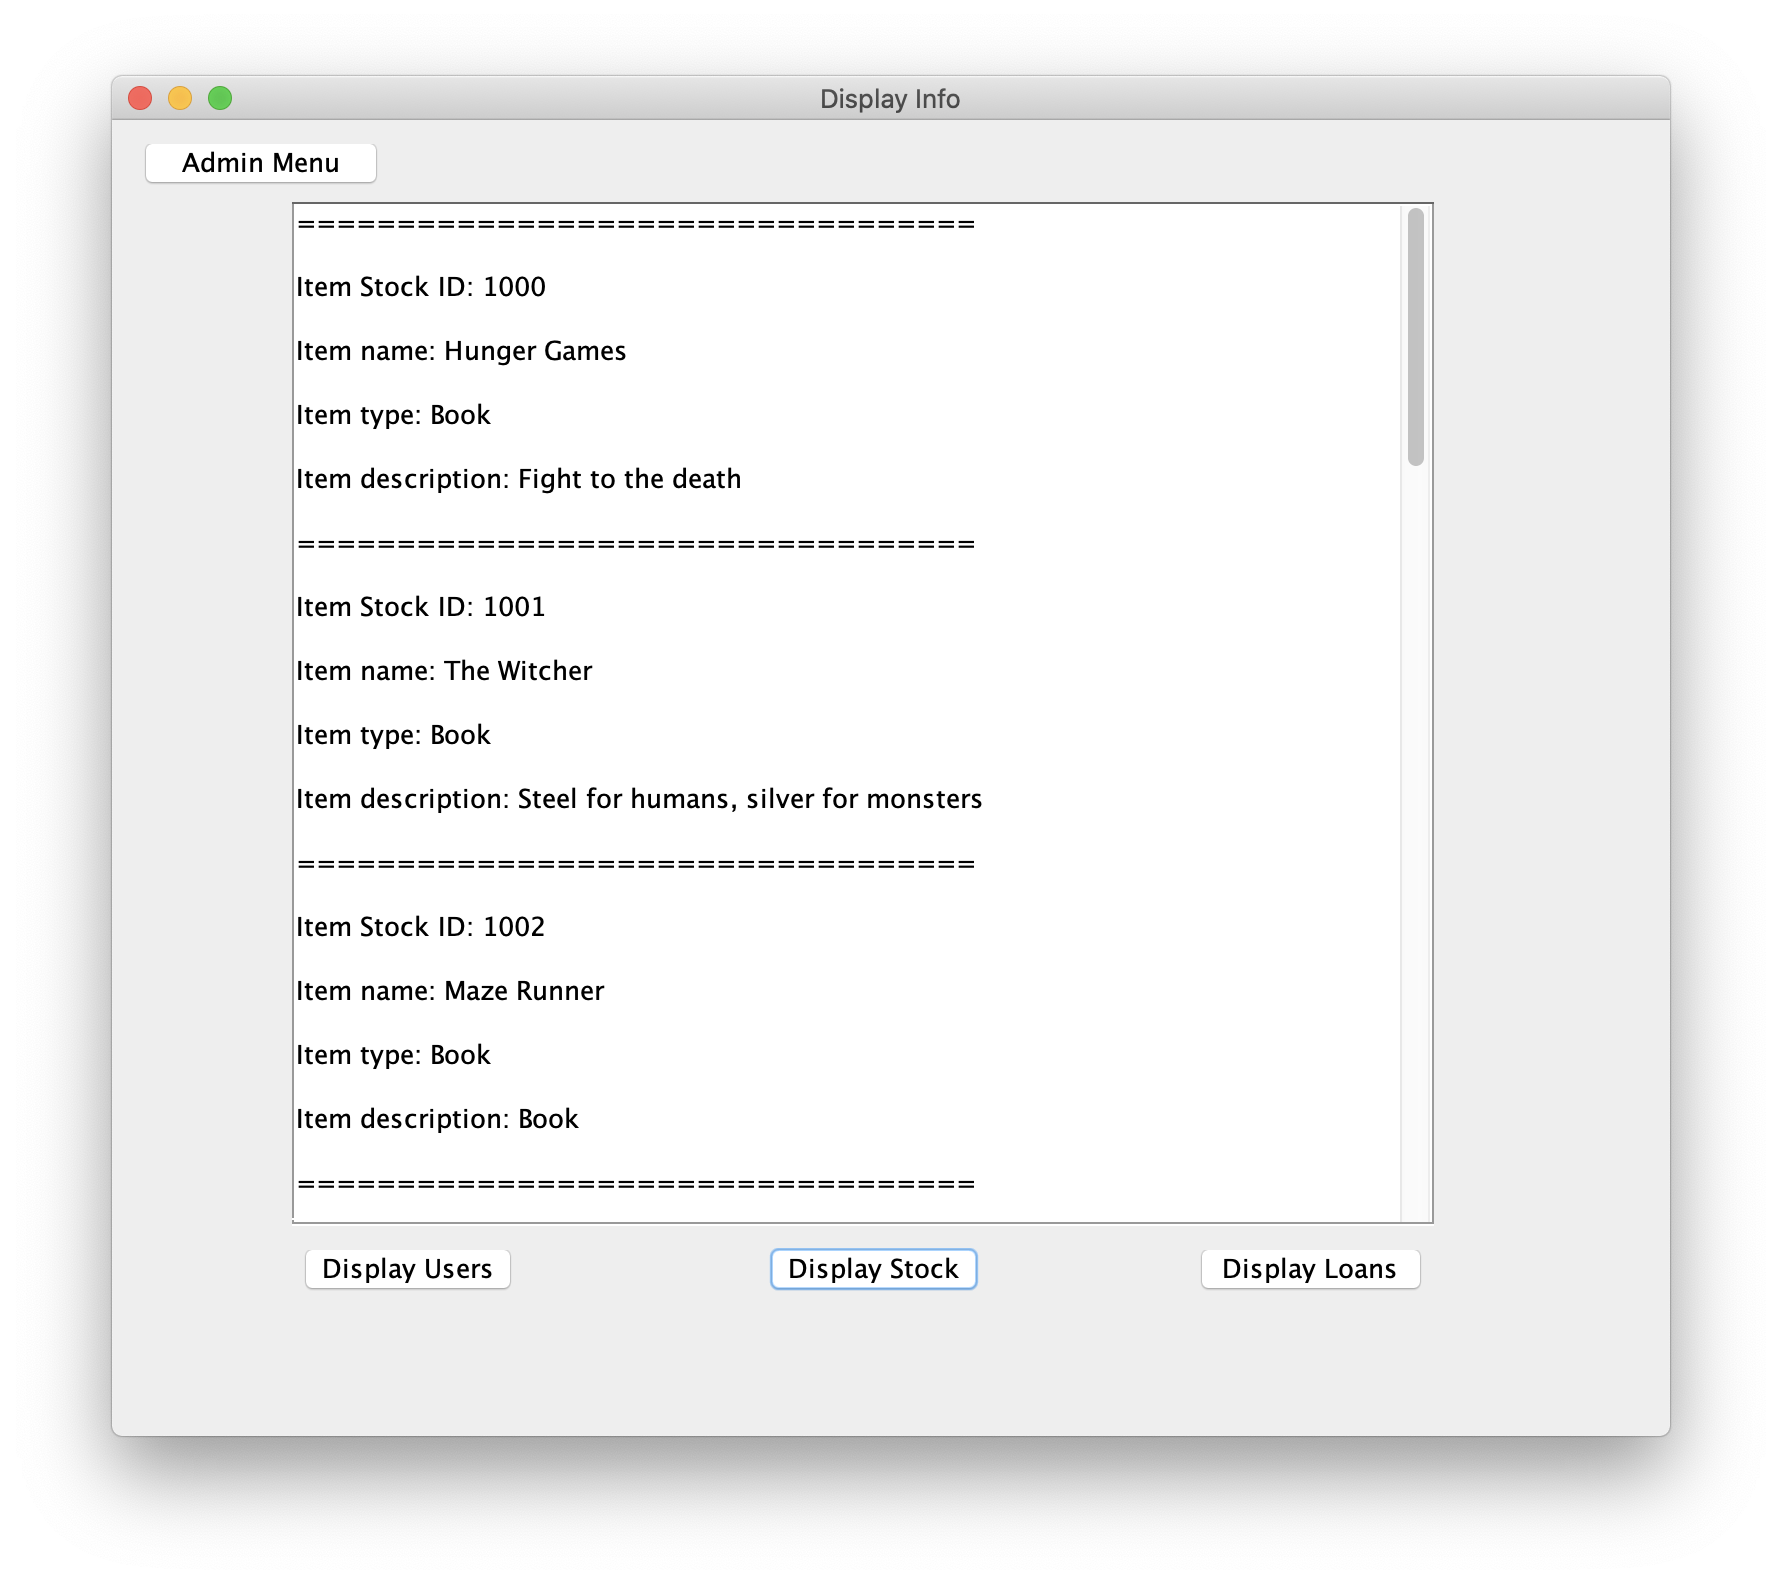 Display Info
Admin Menu
==================================
Item Stock ID: 1000
Item name: Hunger Games
Item type: Book
Item description: Fight to the death
==================================
Item Stock ID: 1001
Item name: The Witcher
Item type: Book
Item description: Steel for humans, silver for monsters
==================================
Item Stock ID: 1002
Item name: Maze Runner
Item type: Book
Item description: Book
==================================
Display Users Display Stock Display Loans